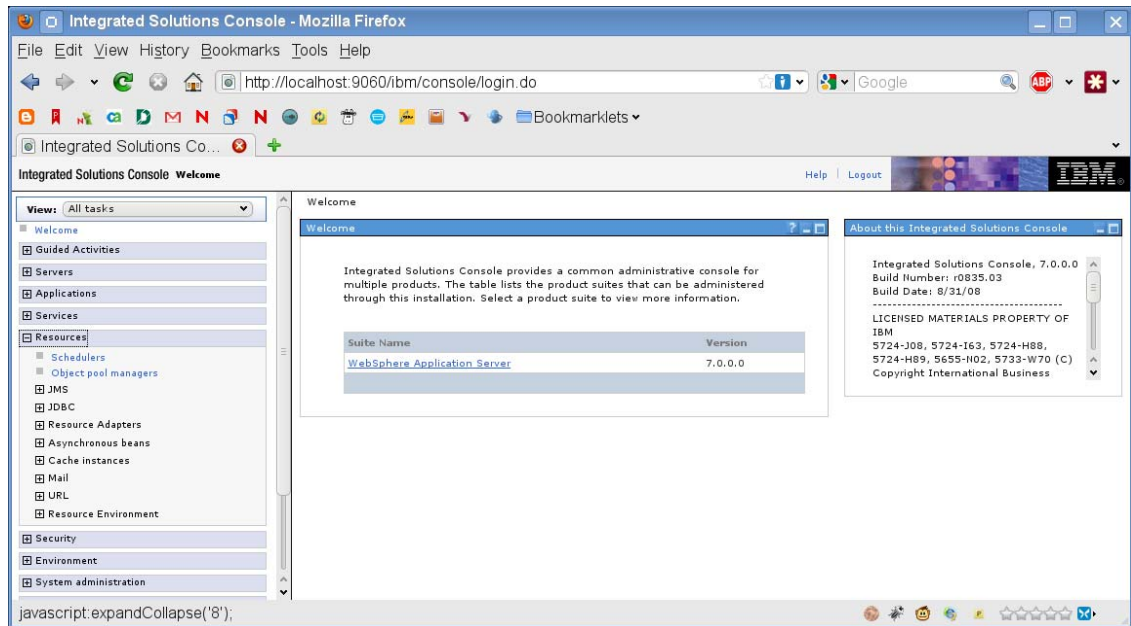 Integrated Solutions Console - Mozilla Firefox
File Edit View History Bookmarks Tools Help
http://localhost:9060/ibm/console/login.do
Google
ABP
Bookmarklets
Integrated Solutions Co...
Integrated Solutions Console Welcome
Help | Logout
IBM
View: All tasks
Welcome
Guided Activities
Servers
Applications
Services
Resources
Schedulers
Object pool managers
JMS
JDBC
Resource Adapters
Asynchronous beans
Cache instances
Mail
URL
Resource Environment
Security
Environment
System administration
Welcome
Welcome
Integrated Solutions Console provides a common administrative console for
multiple products. The table lists the product suites that can be administered
through this installation. Select a product suite to view more information.
Suite Name Version
WebSphere Application Server 7.0.0.0
About this Integrated Solutions Console
Integrated Solutions Console, 7.0.0.0
Build Number: r0835.03
Build Date: 8/31/08
----------------------------------------
LICENSED MATERIALS PROPERTY OF
IBM
5724-J08, 5724-I63, 5724-H88,
5724-H89, 5655-N02, 5733-W70 (C)
Copyright International Business
javascript:expandCollapse('8');